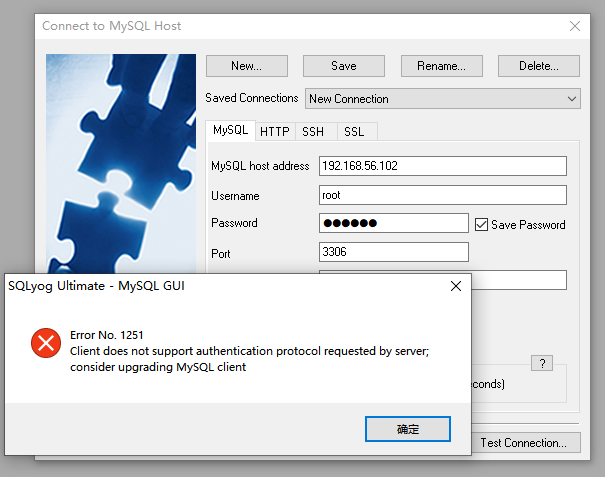 Connect to MySQL Host
New...
Save
Rename...
Delete...
Saved Connections
New Connection
MySQL
HTTP
SSH
SSL
MySQL host address
192.168.56.102
Username
root
Password
●●●●●●
Save Password
Port
3306
SQLyog Ultimate - MySQL GUI
Error No. 1251
Client does not support authentication protocol requested by server;
consider upgrading MySQL client
确定
?
econds)
Test Connection...